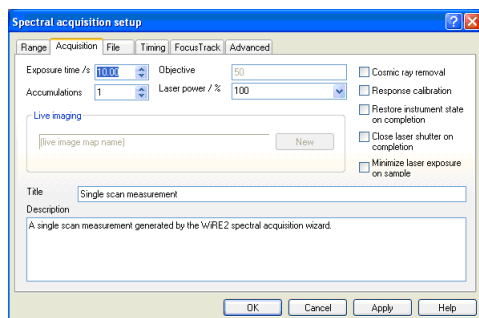 Spectral acquisition setup
Range Acquisition File Timing FocusTrack Advanced
Exposure time /s 10.00 Objective 50 Cosmic ray removal
Accumulations 1 Laser power / % 100 Response calibration
Restore instrument state on completion
Live imaging
Close laser shutter on completion
(live image map name) New
Minimize laser exposure on sample
Title Single scan measurement
Description
A single scan measurement generated by the WiRE2 spectral acquisition wizard.
OK Cancel Apply Help